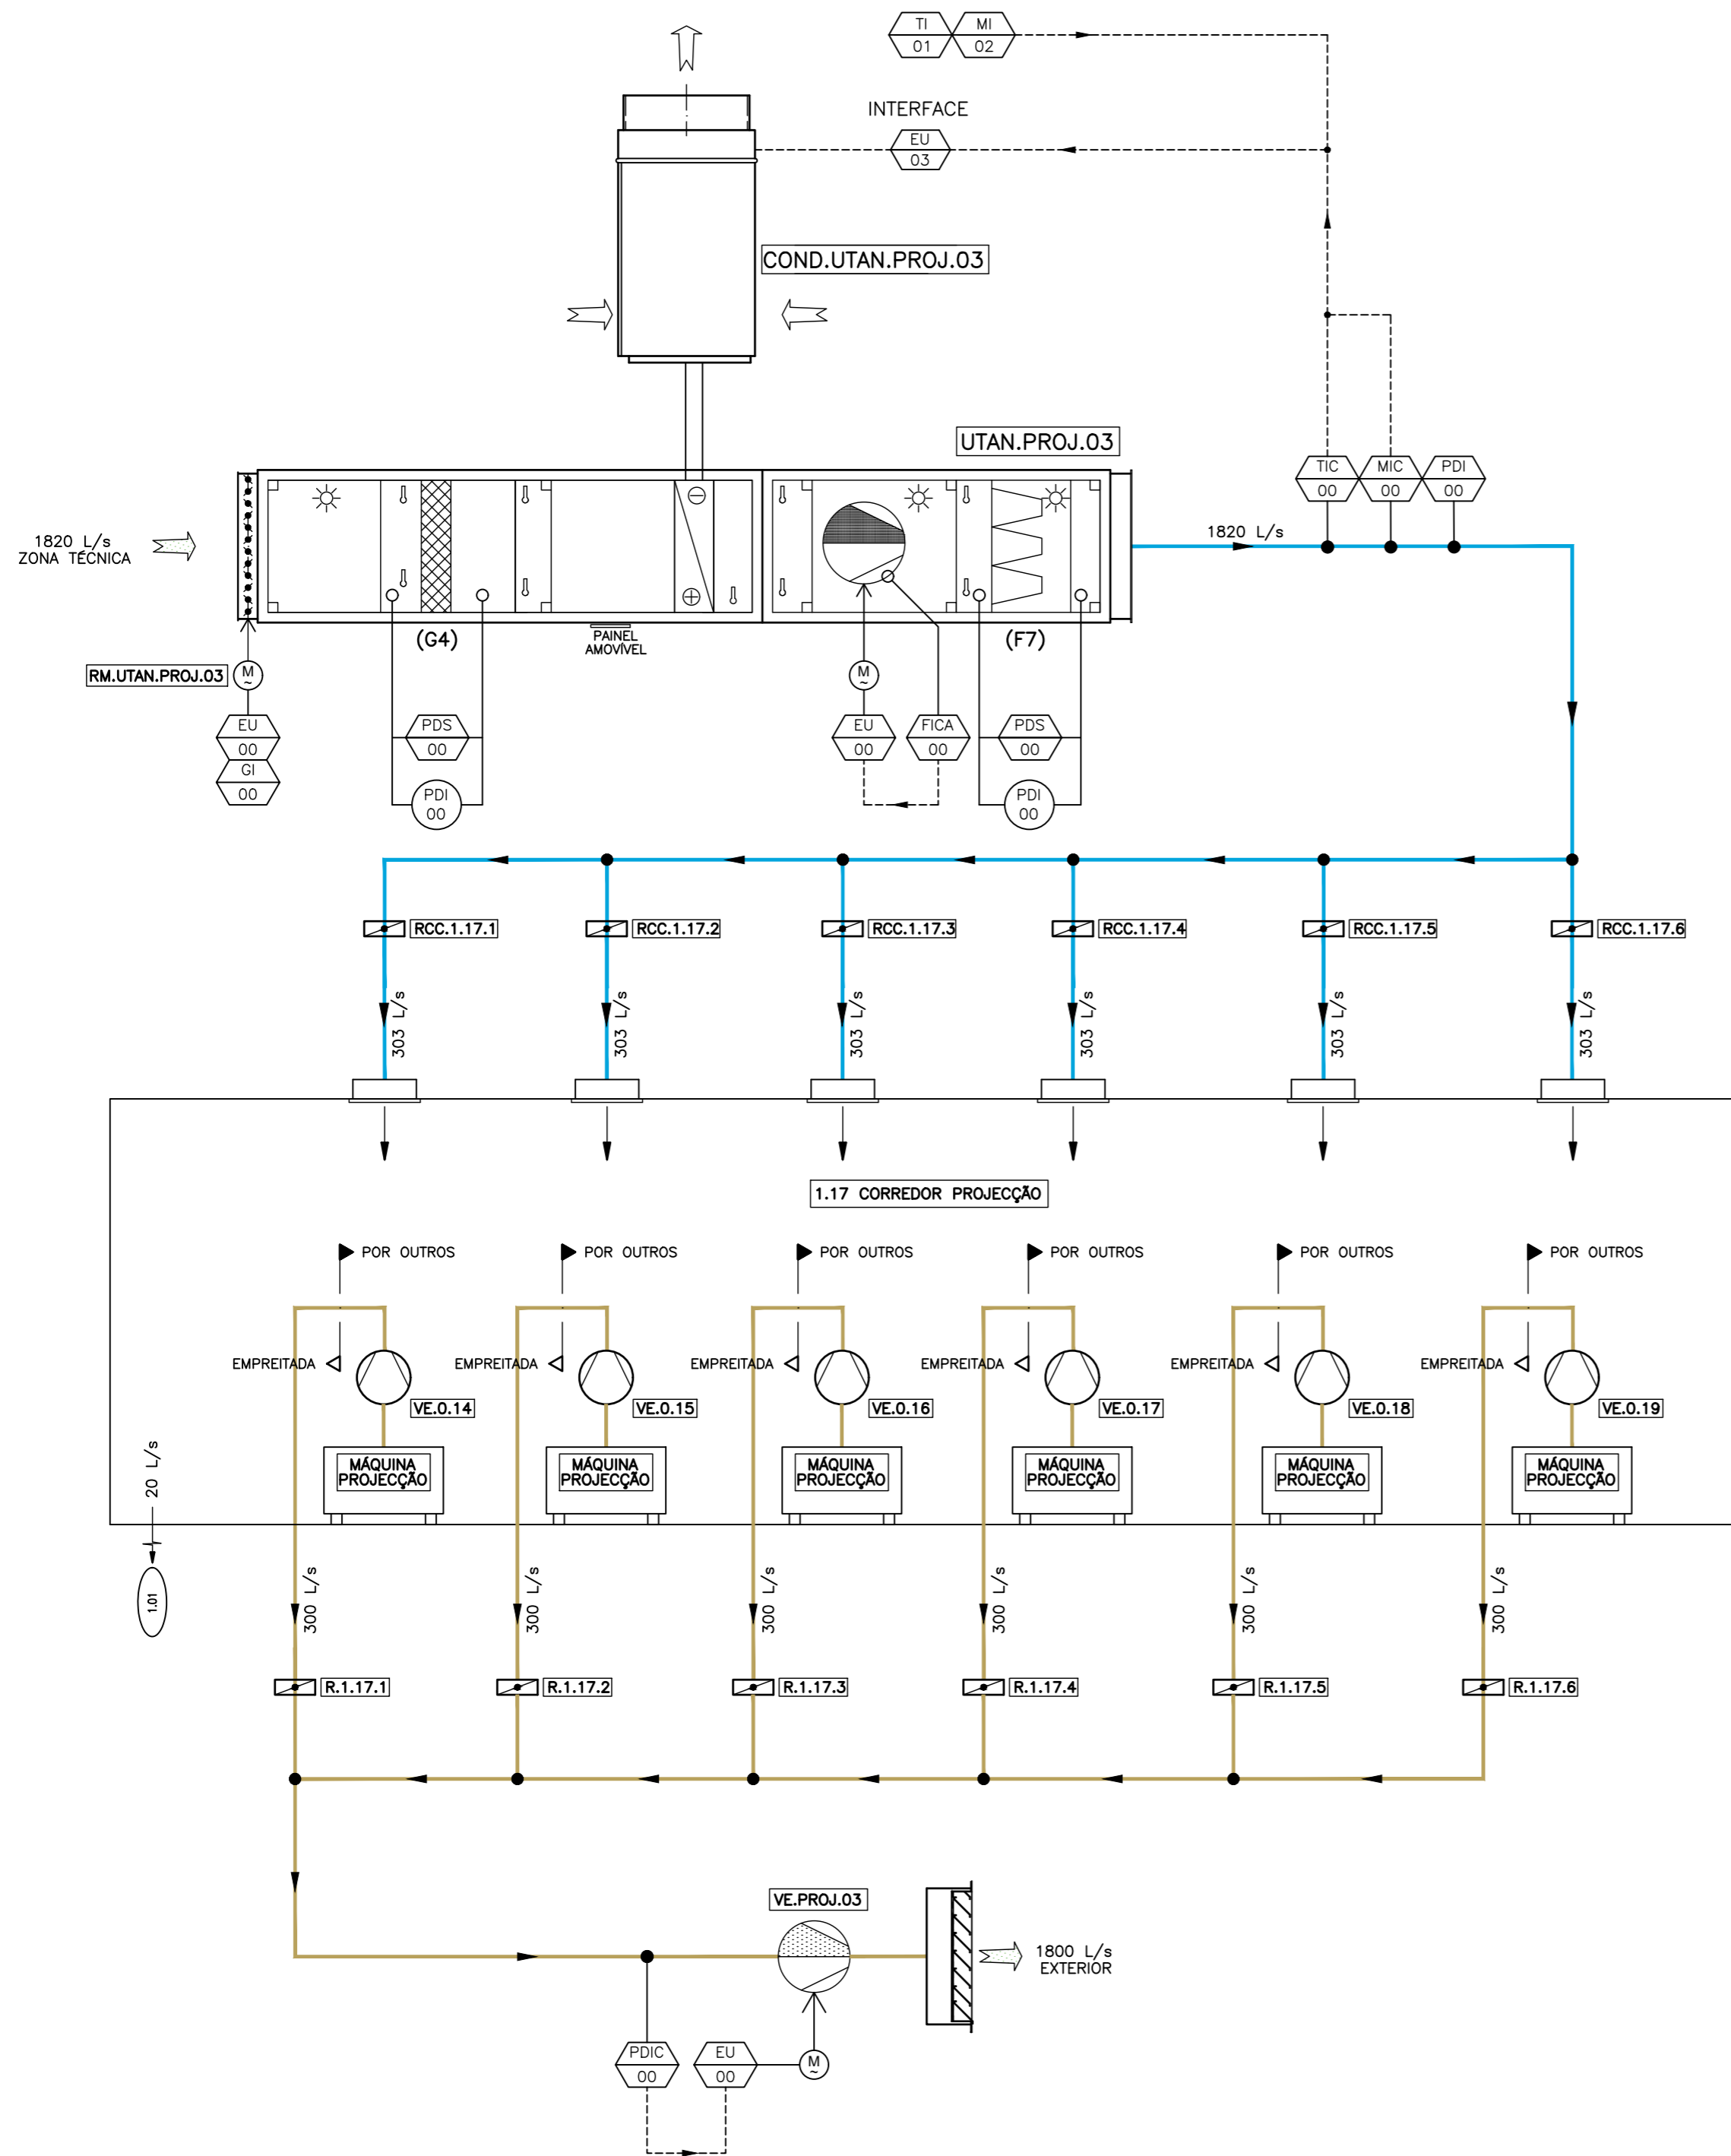 TI
01
MI
02
INTERFACE
EU
03
COND.UTAN.PROJ.03
UTAN.PROJ.03
TIC
00
MIC
00
PDI
00
1820 L/s
ZONA TÉCNICA
1820 L/s
(G4)
PAINEL
AMOVÍVEL
(F7)
RM.UTAN.PROJ.03
M
~
M
~
EU
00
GI
00
PDS
00
PDI
00
EU
00
FICA
00
PDS
00
PDI
00
RCC.1.17.1
RCC.1.17.2
RCC.1.17.3
RCC.1.17.4
RCC.1.17.5
RCC.1.17.6
303 L/s
303 L/s
303 L/s
303 L/s
303 L/s
303 L/s
1.17 CORREDOR PROJECÇÃO
POR OUTROS
POR OUTROS
POR OUTROS
POR OUTROS
POR OUTROS
POR OUTROS
EMPREITADA
EMPREITADA
EMPREITADA
EMPREITADA
EMPREITADA
EMPREITADA
VE.0.14
VE.0.15
VE.0.16
VE.0.17
VE.0.18
VE.0.19
MÁQUINA
PROJECÇÃO
MÁQUINA
PROJECÇÃO
MÁQUINA
PROJECÇÃO
MÁQUINA
PROJECÇÃO
MÁQUINA
PROJECÇÃO
MÁQUINA
PROJECÇÃO
20 L/s
1.01
300 L/s
300 L/s
300 L/s
300 L/s
300 L/s
300 L/s
R.1.17.1
R.1.17.2
R.1.17.3
R.1.17.4
R.1.17.5
R.1.17.6
VE.PROJ.03
1800 L/s
EXTERIOR
PDIC
00
EU
00
M
~